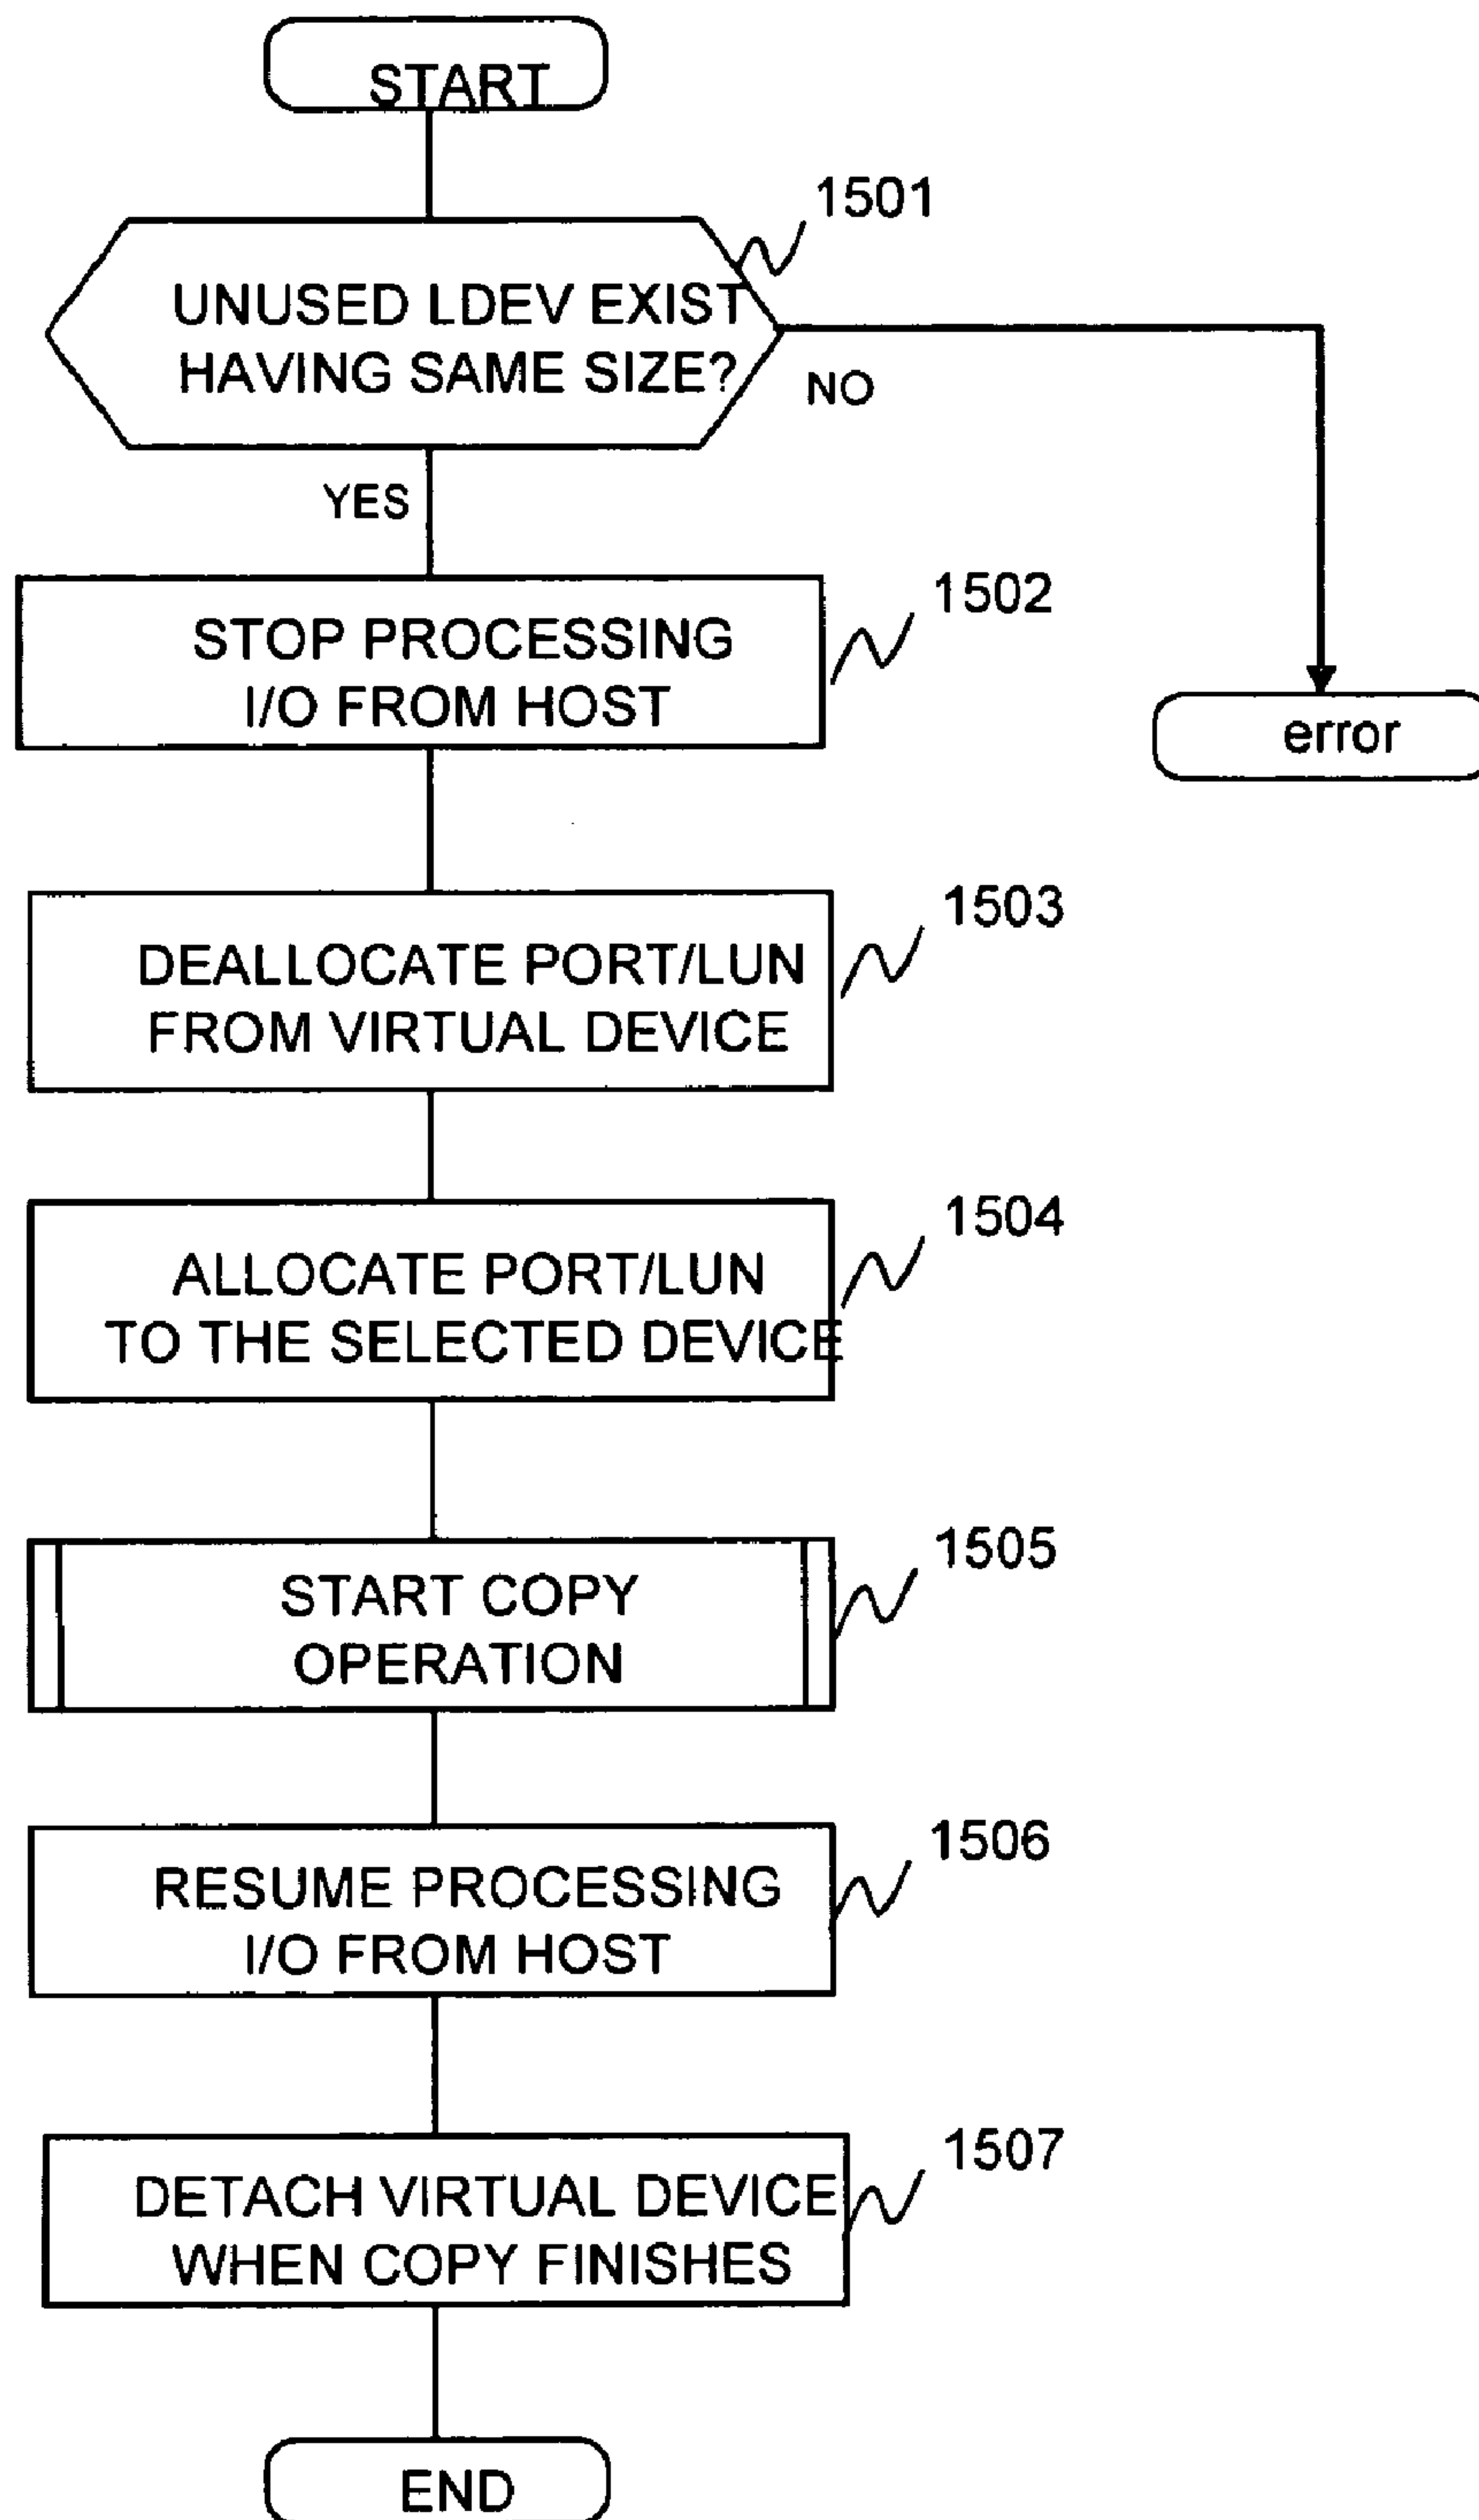 START
1501
UNUSED LDEV EXIST
HAVING SAME SIZE?
NO
YES
1502
STOP PROCESSING
I/O FROM HOST
error
1503
DEALLOCATE PORT/LUN
FROM VIRTUAL DEVICE
1504
ALLOCATE PORT/LUN
TO THE SELECTED DEVICE
1505
START COPY
OPERATION
1506
RESUME PROCESSING
I/O FROM HOST
1507
DETACH VIRTUAL DEVICE
WHEN COPY FINISHES
END